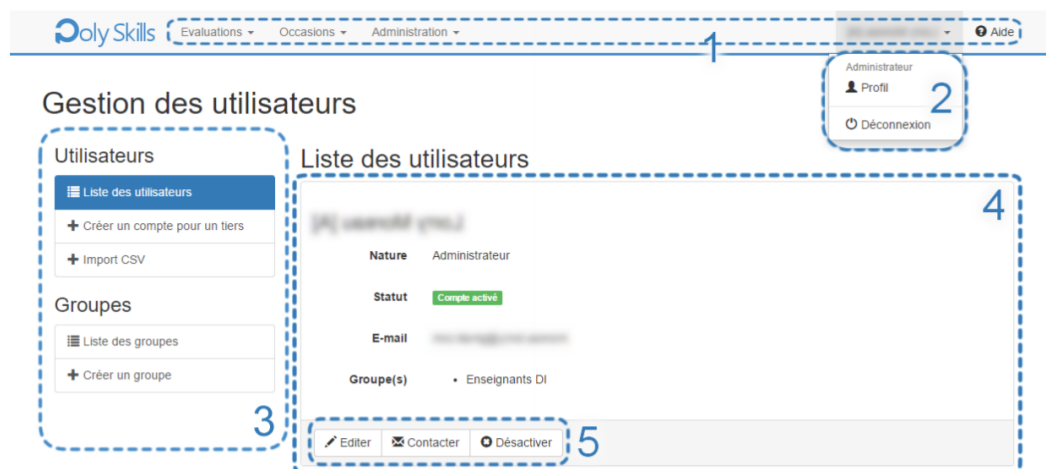 Poly Skills Evaluations Occasions Administration Aide
1
Administrateur
Profil
2
Déconnexion
Gestion des utilisateurs
Utilisateurs
Liste des utilisateurs
Créer un compte pour un tiers
Import CSV
Groupes
Liste des groupes
Créer un groupe
3
Liste des utilisateurs
4
Nature Administrateur
Statut Compte activé
E-mail
Groupe(s) • Enseignants DI
Editer Contacter Désactiver 5